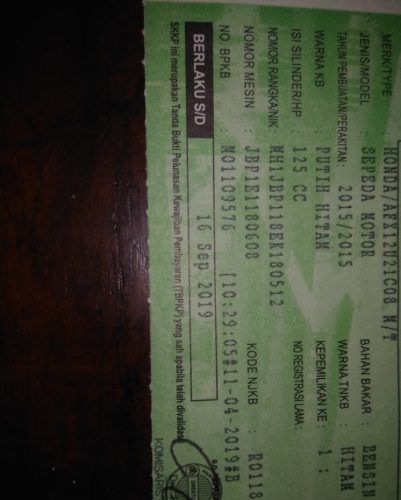 MERK/TYPE : HONDA/AFX12U21C08 M/T
JENIS/MODEL : SEPEDA MOTOR BAHAN BAKAR : BENSIN
TAHUN PEMBUATAN/PERAKITAN : 2015/2015 WARNA TNKB : HITAM
WARNA KB : PUTIH HITAM KEPEMILIKAN KE : 1 :
ISI SILINDER/HP : 125 CC NO REGISTRASI LAMA :
NOMOR RANGKA/NIK : MH1JBP118EK180512
NOMOR MESIN : JBP1E1180608 KODE NJKB : R0118
NO. BPKB : M01109576 [10:29:05#11-04-2019#B
BERLAKU S/D 16 Sep 2019
SKKP ini merupakan Tanda Bukti Pelunasan Kewajiban Pembayaran (TBPKP) yang sah apabila telah divalidas
KOMISARIS